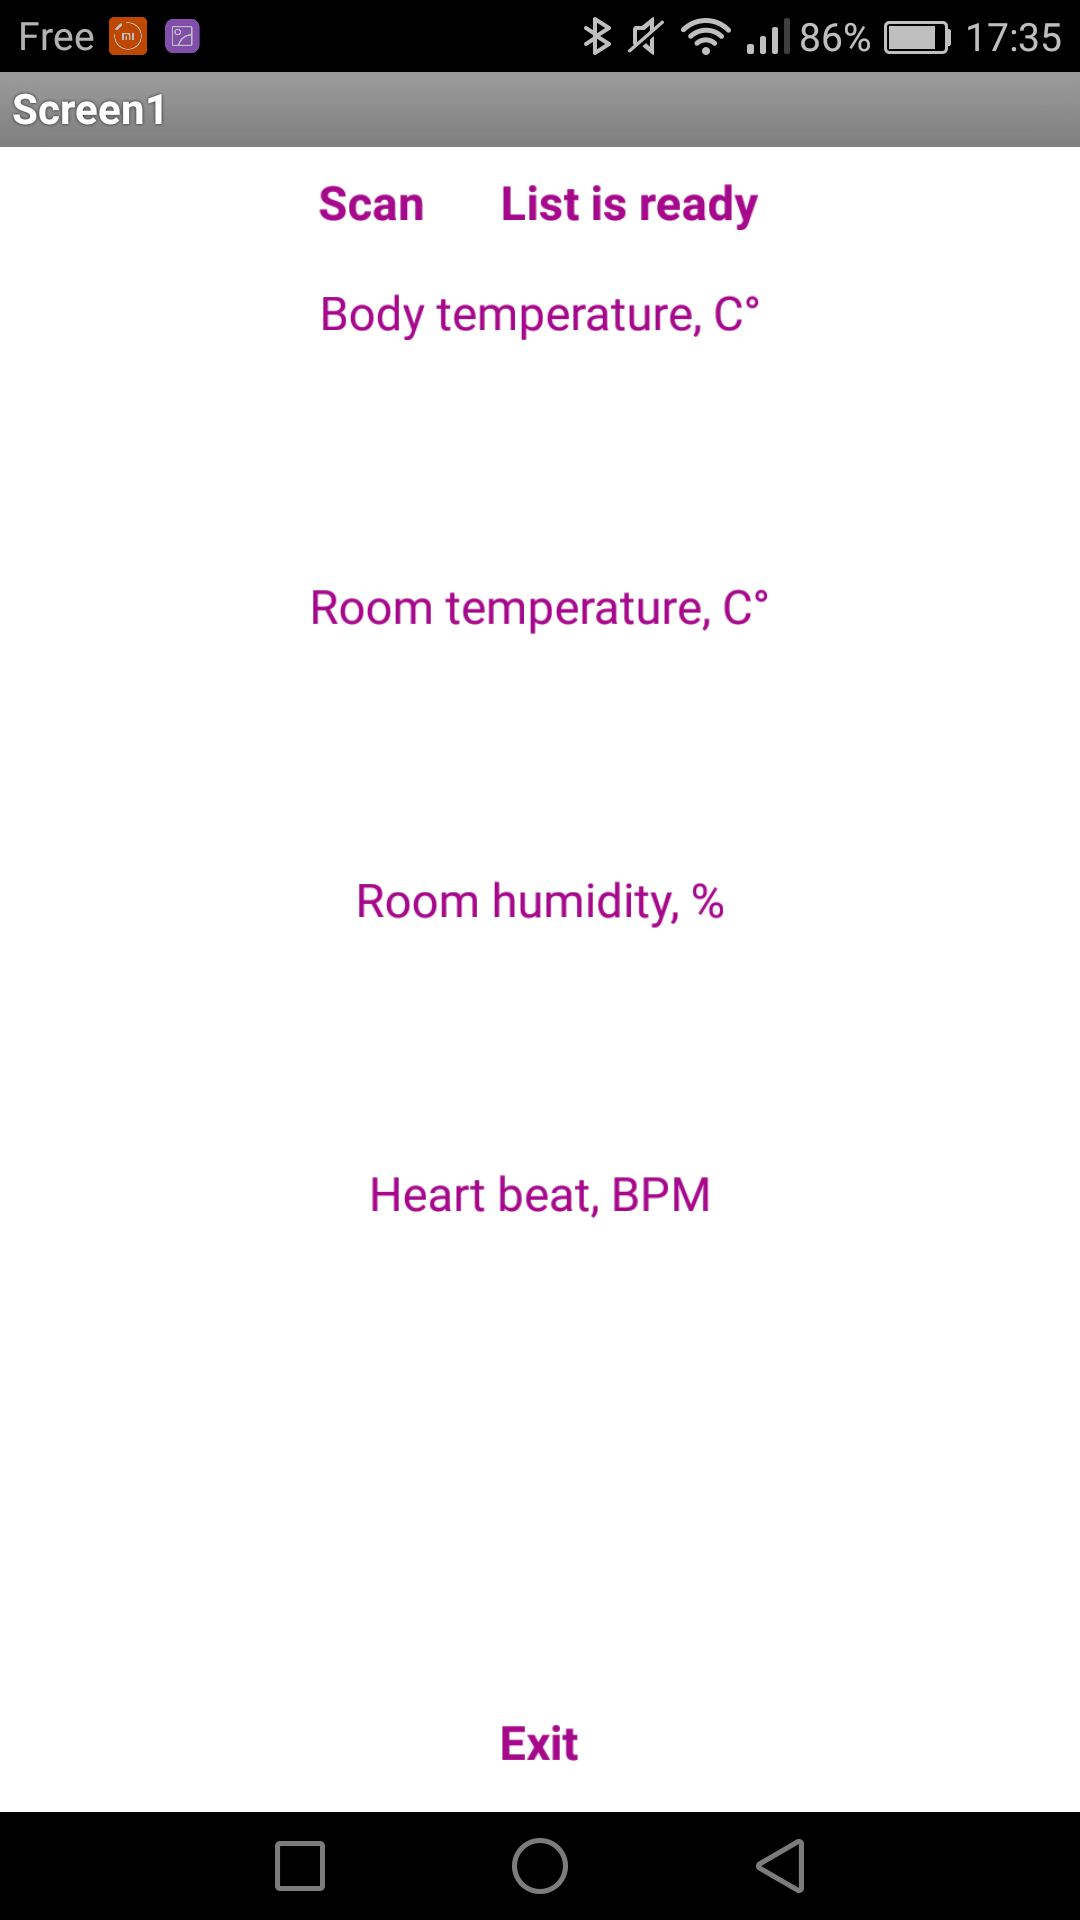 Free 86% 17:35
Screen1
Scan List is ready
Body temperature, C°
Room temperature, C°
Room humidity, %
Heart beat, BPM
Exit